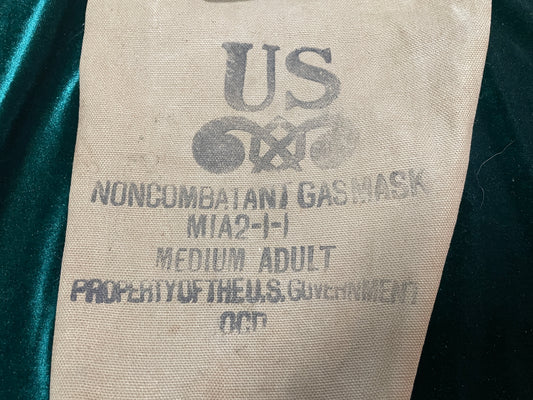 US
NONCOMBATANT GAS MASK
M1A2-1-1
MEDIUM ADULT
PROPERTY OF THE U.S. GOVERNMENT
OCD